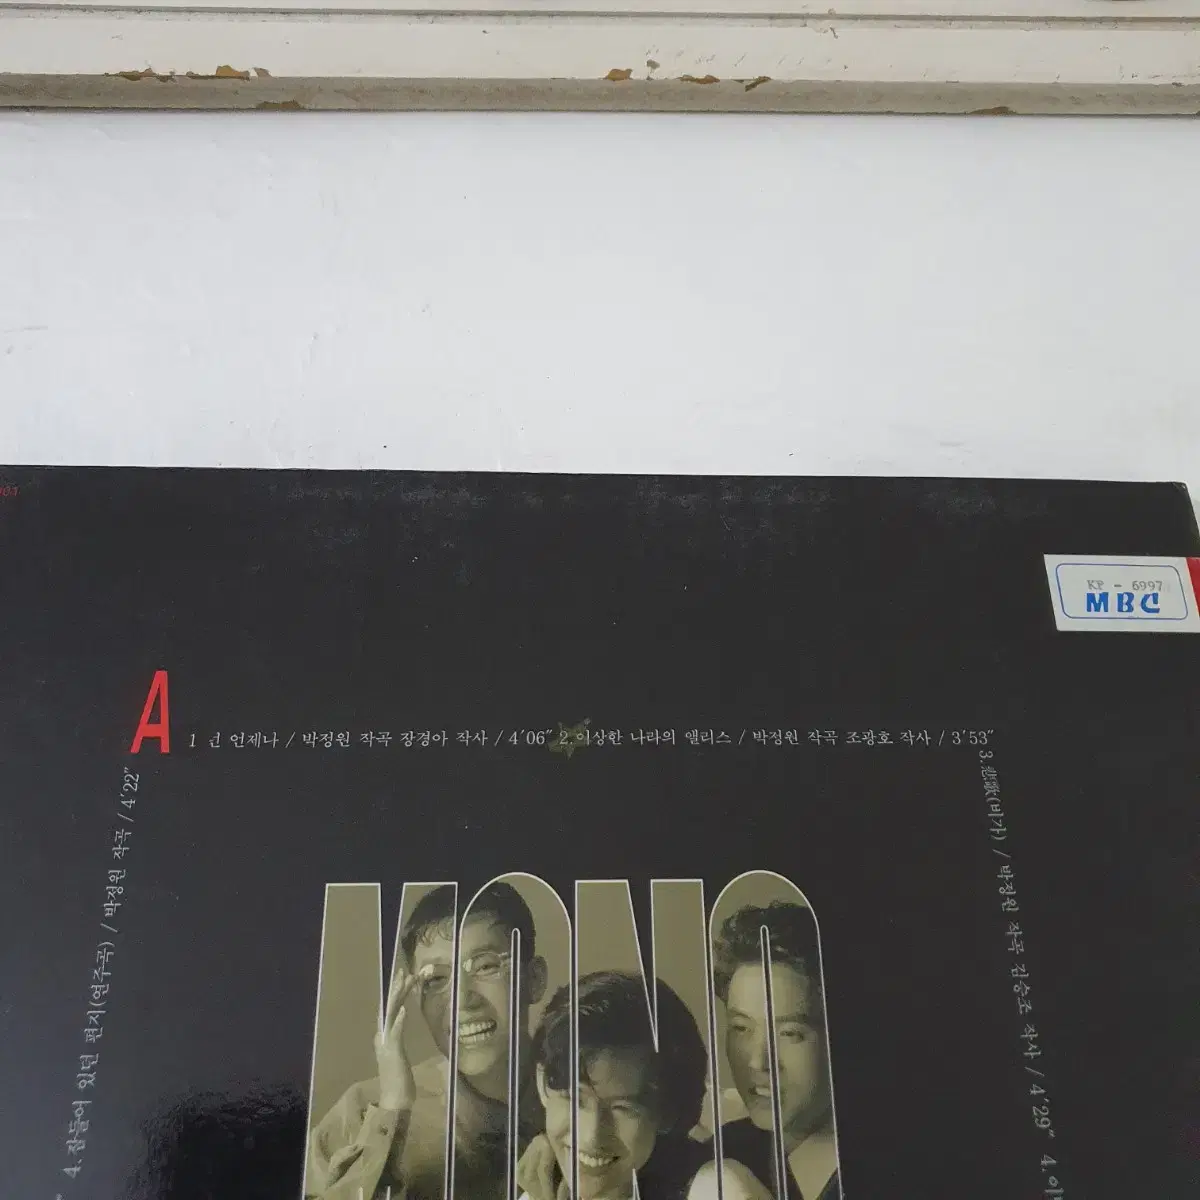 KP - 6997
MBC
A
1 넌 언제나 / 박정원 작곡 장경아 작사 / 4'06" 2.이상한 나라의 앨리스 / 박정원 작곡 조광호 작사 / 3'53"
3.悲歌(비가) / 박정원 작곡 김승조 작사 / 4'29" 4.이
4.잠들어 있던 편지(연주곡) / 박정원 작곡 / 4'22"
MONO